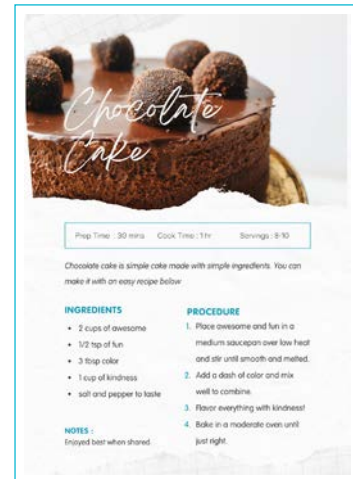 Chocolate
Cake
Prep Time : 30 mins Cook Time : 1 hr Servings : 8-10
Chocolate cake is simple cake made with simple ingredients. You can
make it with an easy recipe below
INGREDIENTS
• 2 cups of awesome
• 1/2 tsp of fun
• 3 tbsp color
• 1 cup of kindness
• salt and pepper to taste
NOTES :
Enjoyed best when shared.
PROCEDURE
1. Place awesome and fun in a
medium saucepan over low heat
and stir until smooth and melted.
2. Add a dash of color and mix
well to combine.
3. Flavor everything with kindness!
4. Bake in a moderate oven until
just right.